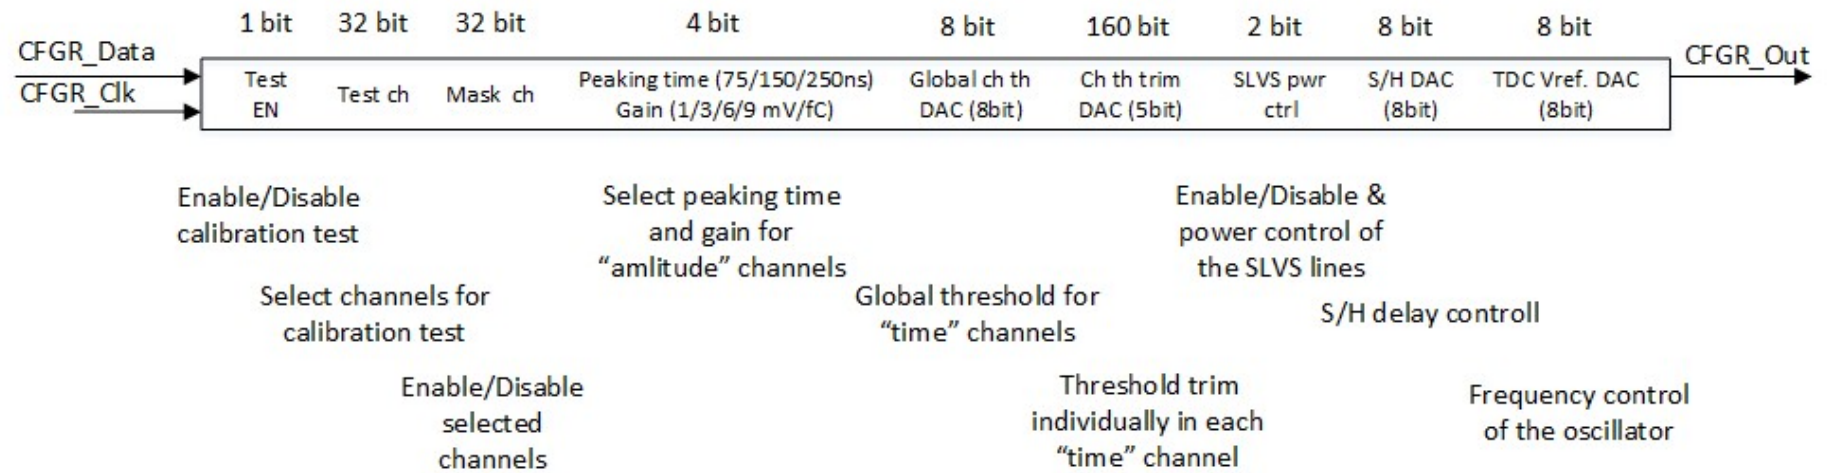 1 bit
32 bit
32 bit
4 bit
8 bit
160 bit
2 bit
8 bit
8 bit
CFGR_Data
CFGR_Clk
Test
EN
Test ch
Mask ch
Peaking time (75/150/250ns)
Gain (1/3/6/9 mV/fC)
Global ch th
DAC (8bit)
Ch th trim
DAC (5bit)
SLVS pwr
ctrl
S/H DAC
(8bit)
TDC Vref. DAC
(8bit)
CFGR_Out
Enable/Disable
calibration test
Select channels for
calibration test
Enable/Disable
selected
channels
Select peaking time
and gain for
“amlitude” channels
Global threshold for
“time” channels
Threshold trim
individually in each
“time” channel
Enable/Disable &
power control of
the SLVS lines
S/H delay controll
Frequency control
of the oscillator